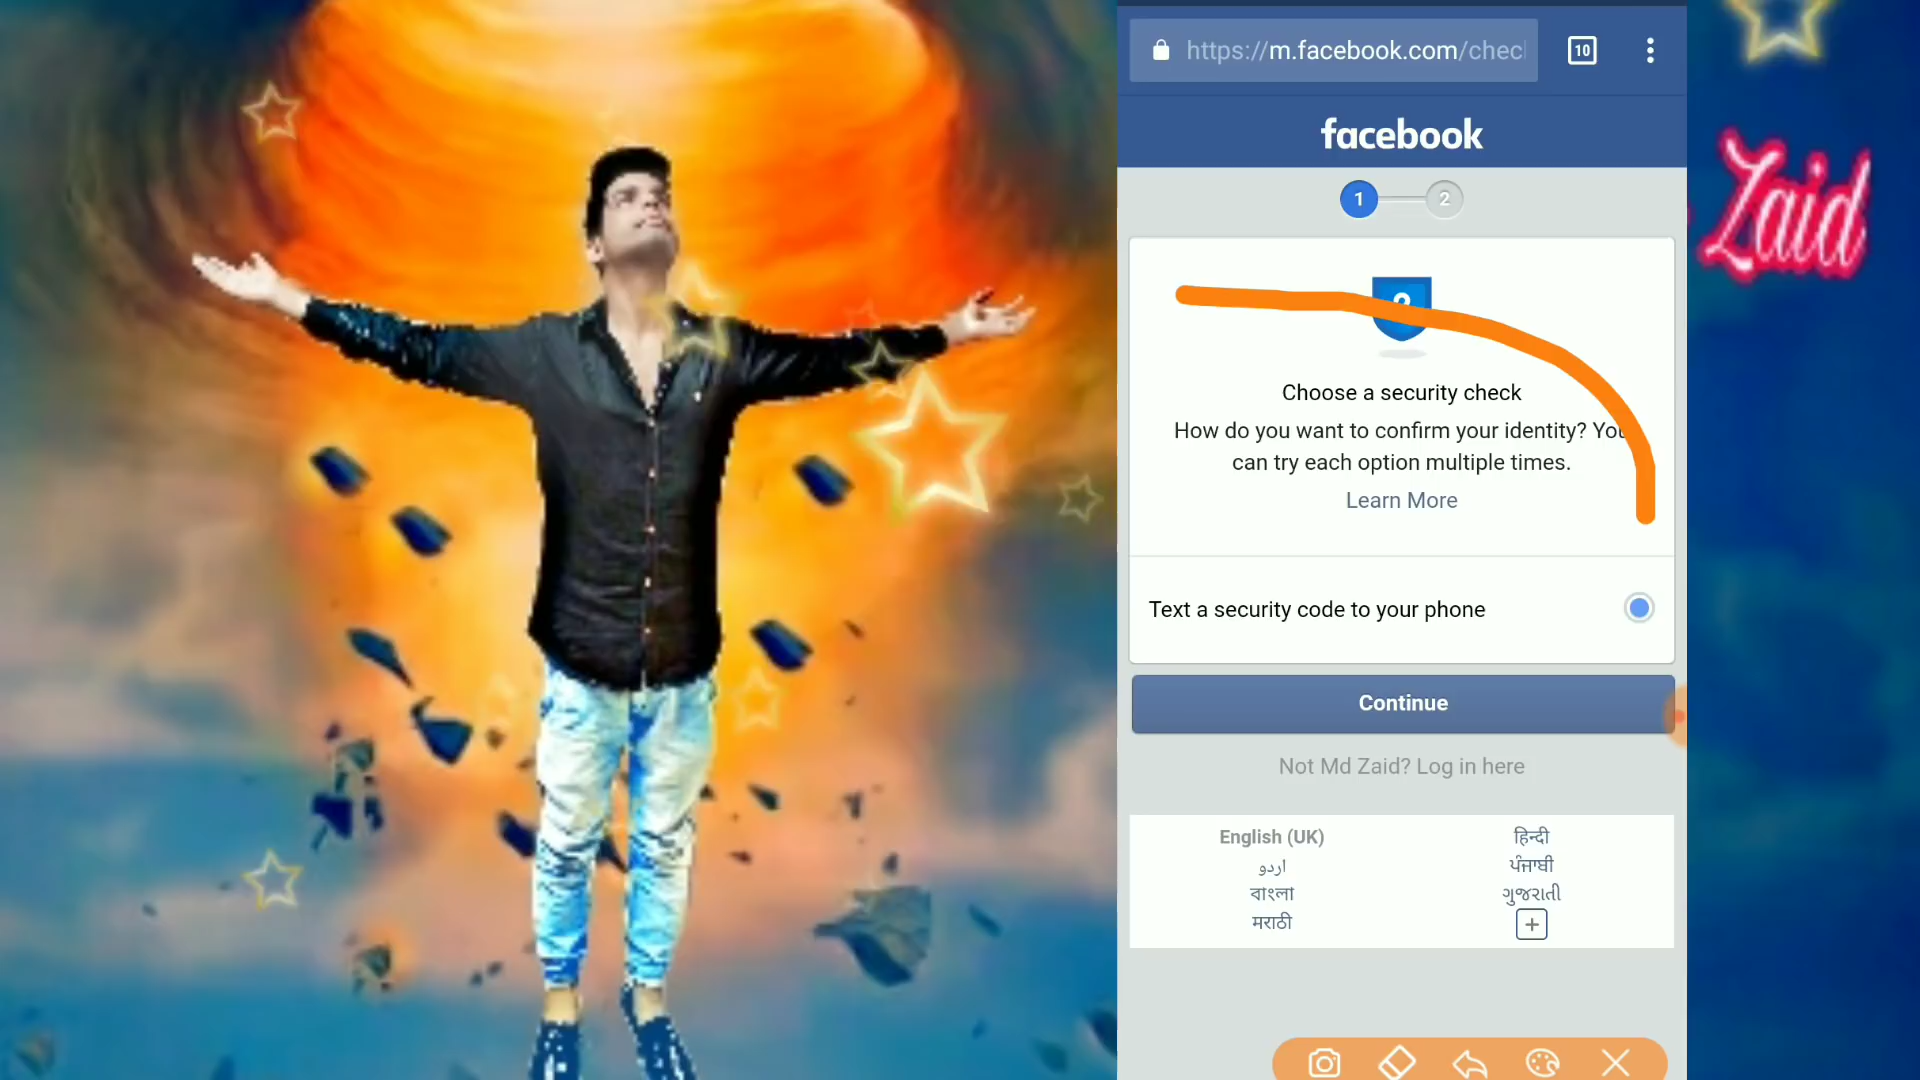 https://m.facebook.com/chec
10
facebook
1
2
Zaid
Choose a security check
How do you want to confirm your identity? You
can try each option multiple times.
Learn More
Text a security code to your phone
Continue
Not Md Zaid? Log in here
English (UK)
हिन्दी
اردو
ਪੰਜਾਬੀ
বাংলা
ગુજરાતી
मराठी